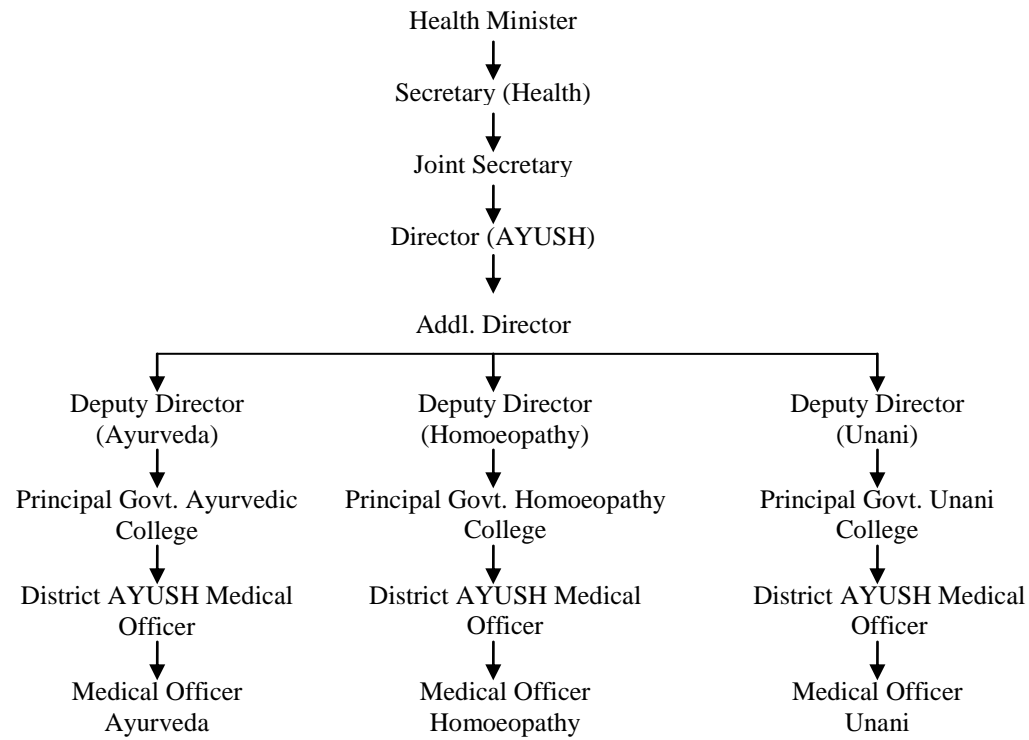 Health Minister
Secretary (Health)
Joint Secretary
Director (AYUSH)
Addl. Director
Deputy Director
(Ayurveda)
Deputy Director
(Homoeopathy)
Deputy Director
(Unani)
Principal Govt. Ayurvedic
College
Principal Govt. Homoeopathy
College
Principal Govt. Unani
College
District AYUSH Medical
Officer
District AYUSH Medical
Officer
District AYUSH Medical
Officer
Medical Officer
Ayurveda
Medical Officer
Homoeopathy
Medical Officer
Unani